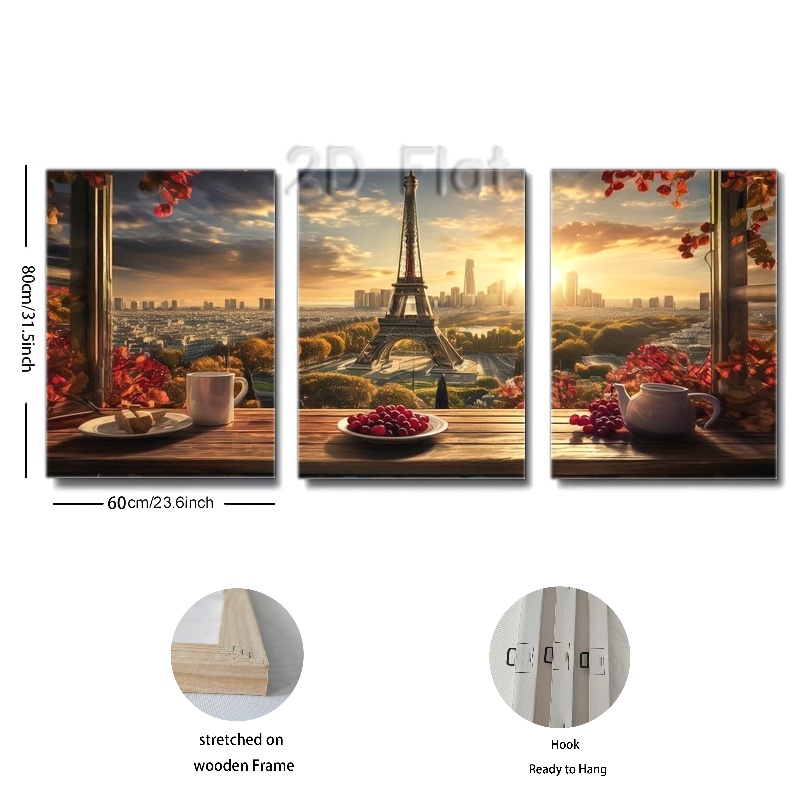 2D Flat
80cm/31.5inch
60cm/23.6inch
stretched on
wooden Frame
Hook
Ready to Hang